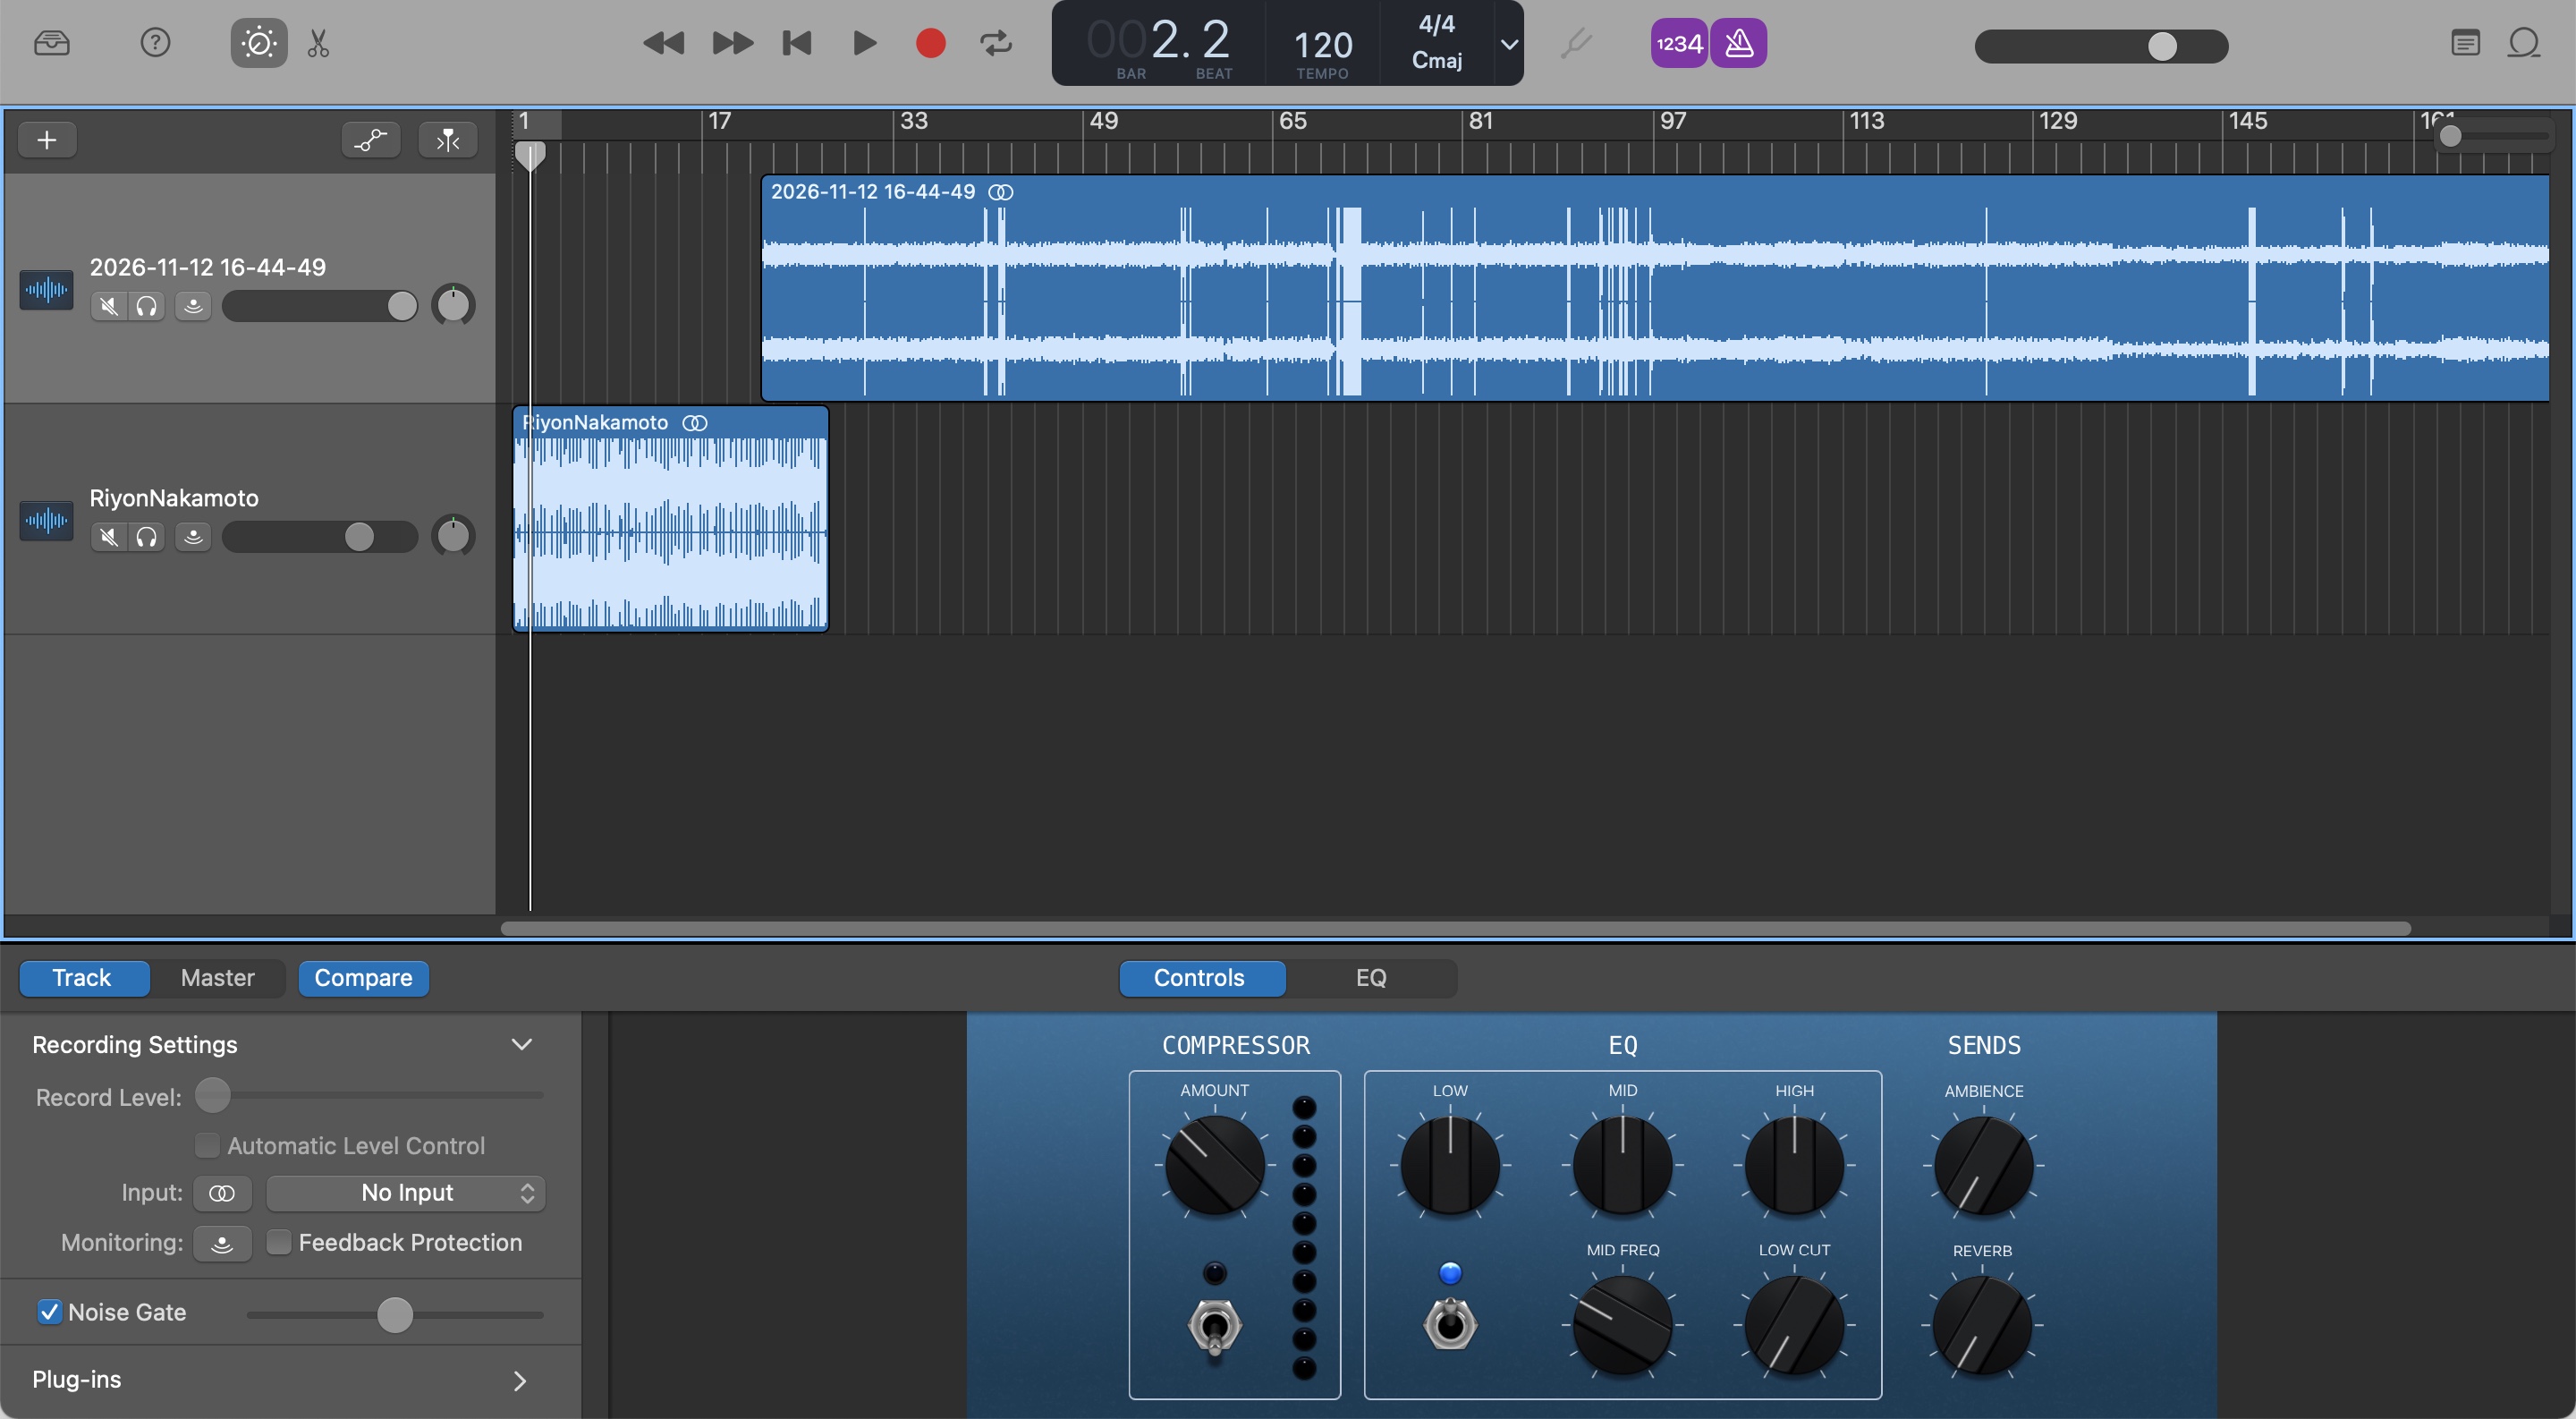 002. 2
BAR BEAT
120
TEMPO
4/4
Cmaj
1234
1 17 33 49 65 81 97 113 129 145 161
2026-11-12 16-44-49
2026-11-12 16-44-49
RiyonNakamoto
RiyonNakamoto
Track Master Compare
Controls EQ
Recording Settings
Record Level:
Automatic Level Control
Input: No Input
Monitoring: Feedback Protection
Noise Gate
Plug-ins
COMPRESSOR
AMOUNT
EQ
LOW MID HIGH
MID FREQ LOW CUT
SENDS
AMBIENCE
REVERB